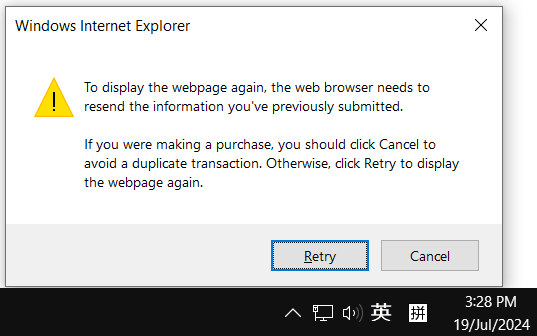 Windows Internet Explorer
To display the webpage again, the web browser needs to
resend the information you've previously submitted.
If you were making a purchase, you should click Cancel to
avoid a duplicate transaction. Otherwise, click Retry to display
the webpage again.
Retry Cancel
英 拼 3:28 PM
19/Jul/2024